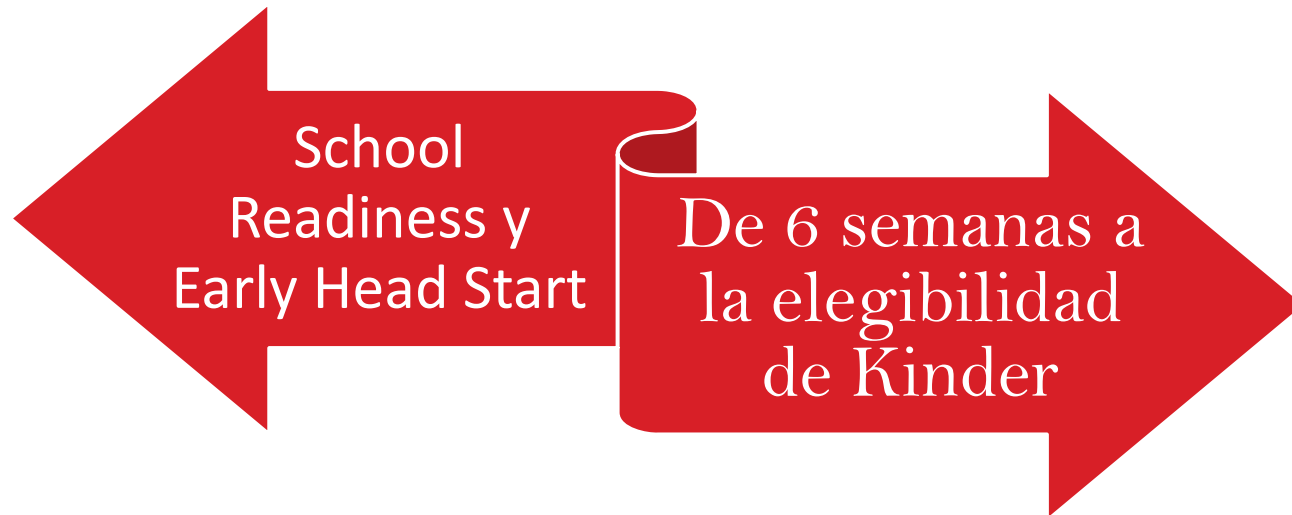 School
Readiness y
Early Head Start
De 6 semanas a
la elegibilidad
de Kinder